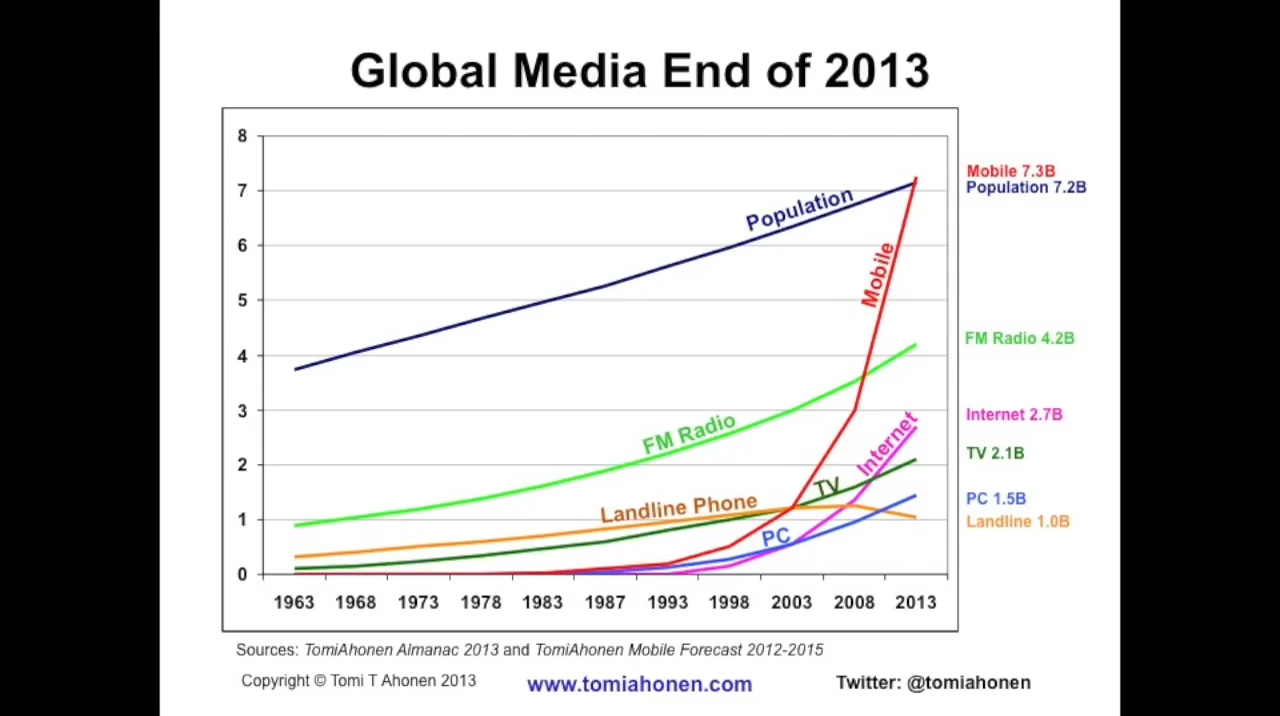 Global Media End of 2013
8
7
6
5
4
3
2
1
0
1963 1968 1973 1978 1983 1987 1993 1998 2003 2008 2013
Population
Mobile
FM Radio
Internet
Landline Phone
TV
PC
Mobile 7.3B
Population 7.2B
FM Radio 4.2B
Internet 2.7B
TV 2.1B
PC 1.5B
Landline 1.0B
Sources: TomiAhonen Almanac 2013 and TomiAhonen Mobile Forecast 2012-2015
Copyright © Tomi T Ahonen 2013 www.tomiahonen.com Twitter: @tomiahonen